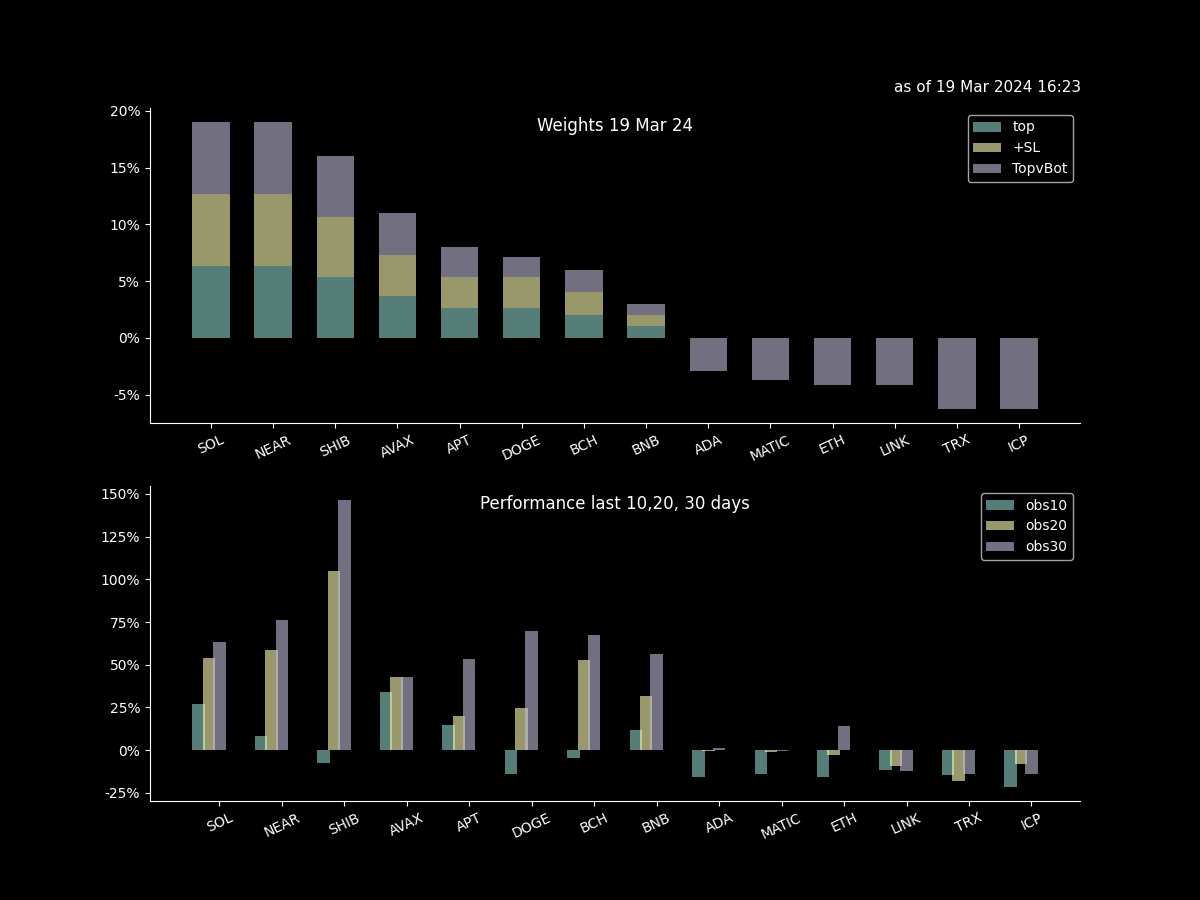 as of 19 Mar 2024 16:23
Weights 19 Mar 24
top
+SL
TopvBot
20%
15%
10%
5%
0%
-5%
SOL NEAR SHIB AVAX APT DOGE BCH BNB ADA MATIC ETH LINK TRX ICP
Performance last 10,20, 30 days
obs10
obs20
obs30
150%
125%
100%
75%
50%
25%
0%
-25%
SOL NEAR SHIB AVAX APT DOGE BCH BNB ADA MATIC ETH LINK TRX ICP